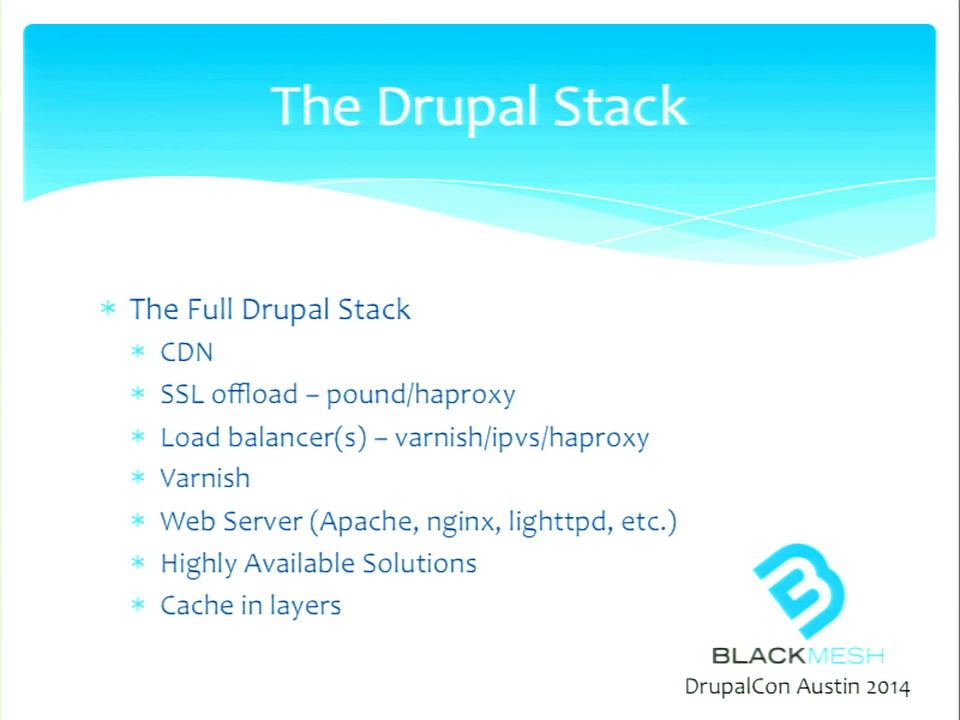 The Drupal Stack
* The Full Drupal Stack
* CDN
* SSL offload – pound/haproxy
* Load balancer(s) – varnish/ipvs/haproxy
* Varnish
* Web Server (Apache, nginx, lighttpd, etc.)
* Highly Available Solutions
* Cache in layers
BLACKMESH
DrupalCon Austin 2014